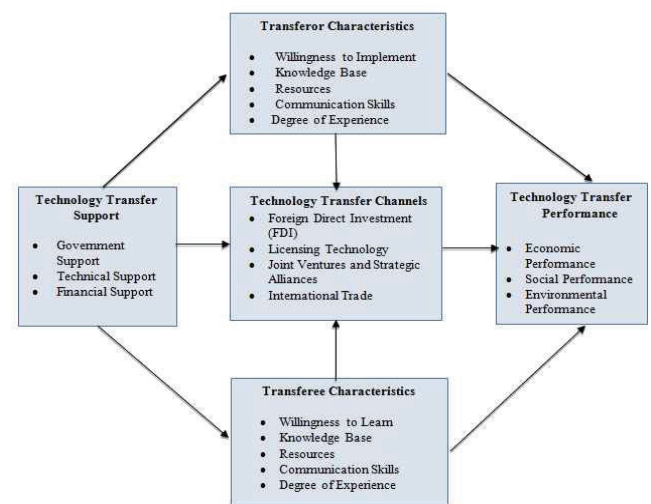 Transferor Characteristics
• Willingness to Implement
• Knowledge Base
• Resources
• Communication Skills
• Degree of Experience
Technology Transfer
Support
• Government
Support
• Technical Support
• Financial Support
Technology Transfer Channels
• Foreign Direct Investment
(FDI)
• Licensing Technology
• Joint Ventures and Strategic
Alliances
• International Trade
Technology Transfer
Performance
• Economic
Performance
• Social Performance
• Environmental
Performance
Transferee Characteristics
• Willingness to Learn
• Knowledge Base
• Resources
• Communication Skills
• Degree of Experience